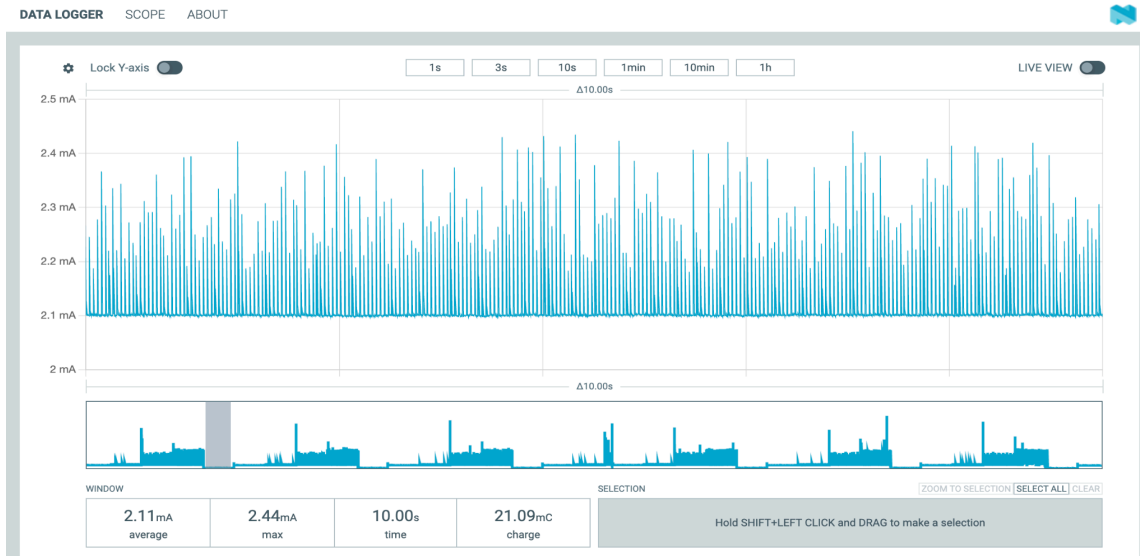 DATA LOGGER SCOPE ABOUT
Lock Y-axis 1s 3s 10s 1min 10min 1h LIVE VIEW
Δ10.00s
2.5 mA
2.4 mA
2.3 mA
2.2 mA
2.1 mA
2 mA
Δ10.00s
WINDOW
2.11mA 2.44mA 10.00s 21.09mC
average max time charge
SELECTION ZOOM TO SELECTION SELECT ALL CLEAR
Hold SHIFT+LEFT CLICK and DRAG to make a selection